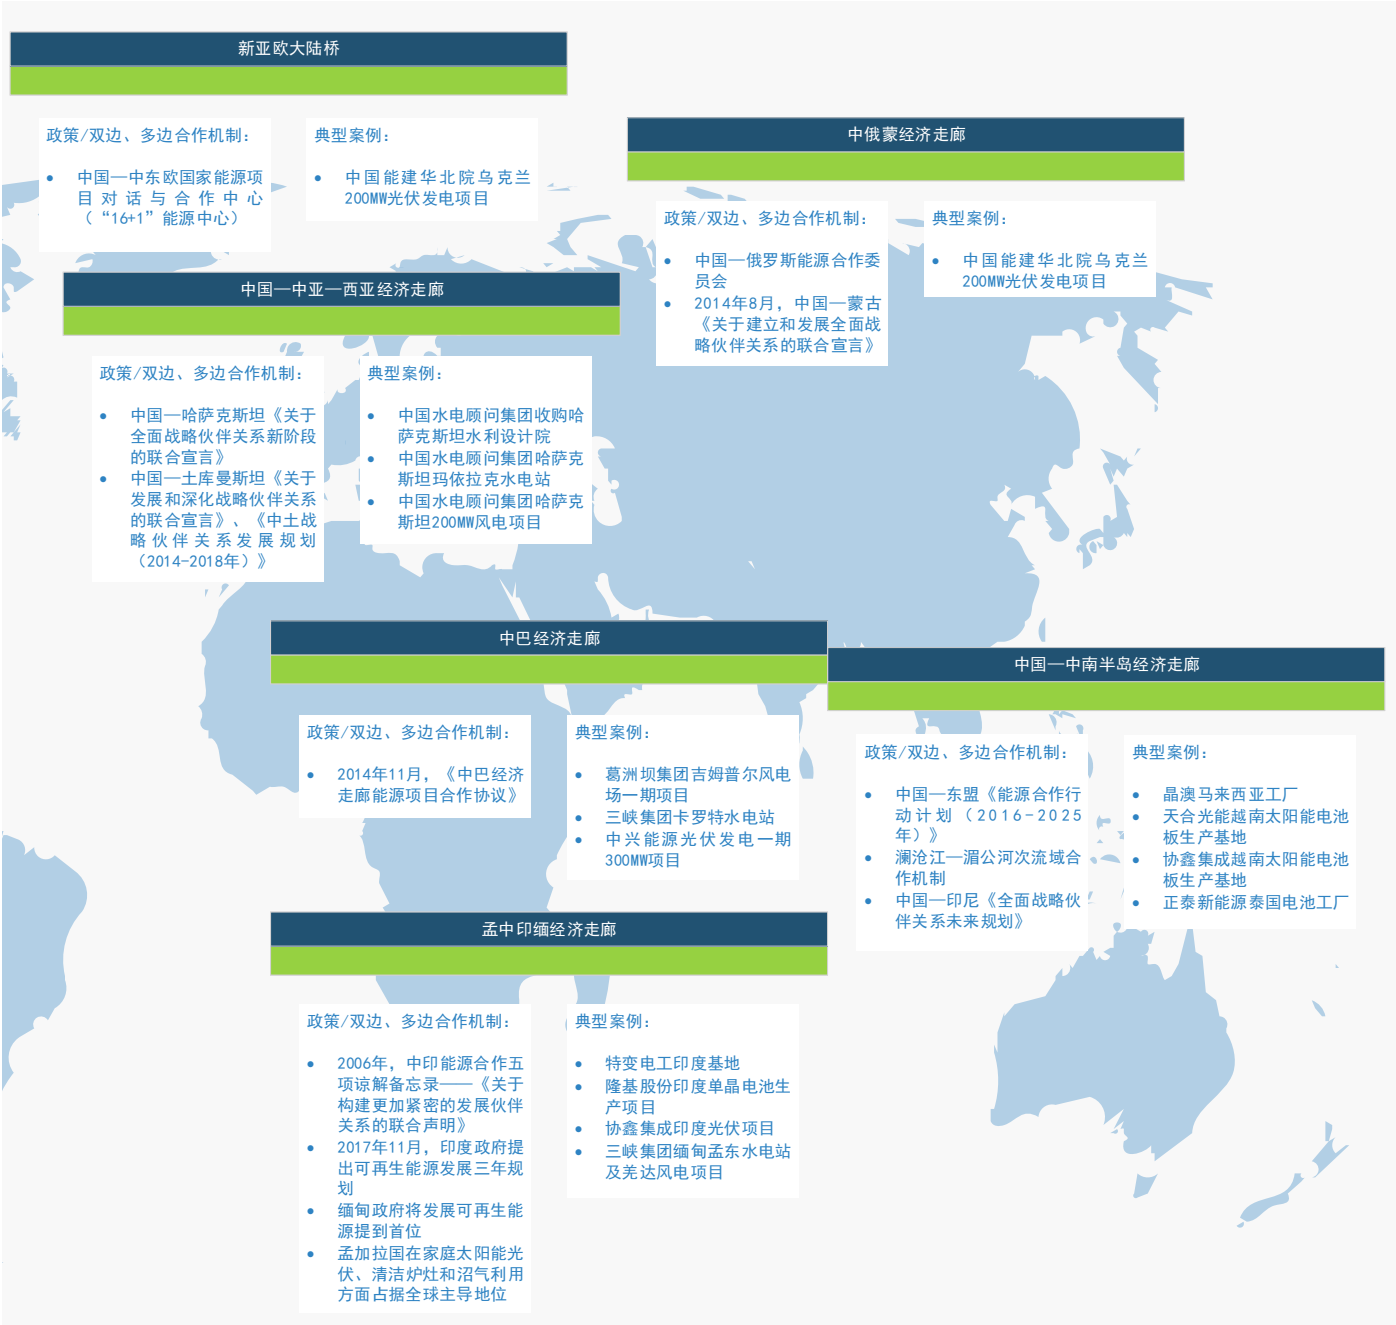 新亚欧大陆桥
政策/双边、多边合作机制：
• 中国—中东欧国家能源项
目对话与合作中心
（“16+1”能源中心）
典型案例：
• 中国能建华北院乌克兰
200MW光伏发电项目
中俄蒙经济走廊
政策/双边、多边合作机制：
• 中国—俄罗斯能源合作委
员会
• 2014年8月，中国—蒙古
《关于建立和发展全面战
略伙伴关系的联合宣言》
典型案例：
• 中国能建华北院乌克兰
200MW光伏发电项目
中国—中亚—西亚经济走廊
政策/双边、多边合作机制：
• 中国—哈萨克斯坦《关于
全面战略伙伴关系新阶段
的联合宣言》
• 中国—土库曼斯坦《关于
发展和深化战略伙伴关系
的联合宣言》、《中土战
略伙伴关系发展规划
（2014-2018年）》
典型案例：
• 中国水电顾问集团收购哈
萨克斯坦水利设计院
• 中国水电顾问集团哈萨克
斯坦玛依拉克水电站
• 中国水电顾问集团哈萨克
斯坦200MW风电项目
中巴经济走廊
政策/双边、多边合作机制：
• 2014年11月，《中巴经济
走廊能源项目合作协议》
典型案例：
• 葛洲坝集团吉姆普尔风电
场一期项目
• 三峡集团卡罗特水电站
• 中兴能源光伏发电一期
300MW项目
中国—中南半岛经济走廊
政策/双边、多边合作机制：
• 中国—东盟《能源合作行
动计划（2016-2025
年）》
• 澜沧江—湄公河次流域合
作机制
• 中国—印尼《全面战略伙
伴关系未来规划》
典型案例：
• 晶澳马来西亚工厂
• 天合光能越南太阳能电池
板生产基地
• 协鑫集成越南太阳能电池
板生产基地
• 正泰新能源泰国电池工厂
孟中印缅经济走廊
政策/双边、多边合作机制：
• 2006年，中印能源合作五
项谅解备忘录——《关于
构建更加紧密的发展伙伴
关系的联合声明》
• 2017年11月，印度政府提
出可再生能源发展三年规
划
• 缅甸政府将发展可再生能
源提到首位
• 孟加拉国在家庭太阳能光
伏、清洁炉灶和沼气利用
方面占据全球主导地位
典型案例：
• 特变电工印度基地
• 隆基股份印度单晶电池生
产项目
• 协鑫集成印度光伏项目
• 三峡集团缅甸孟东水电站
及羌达风电项目